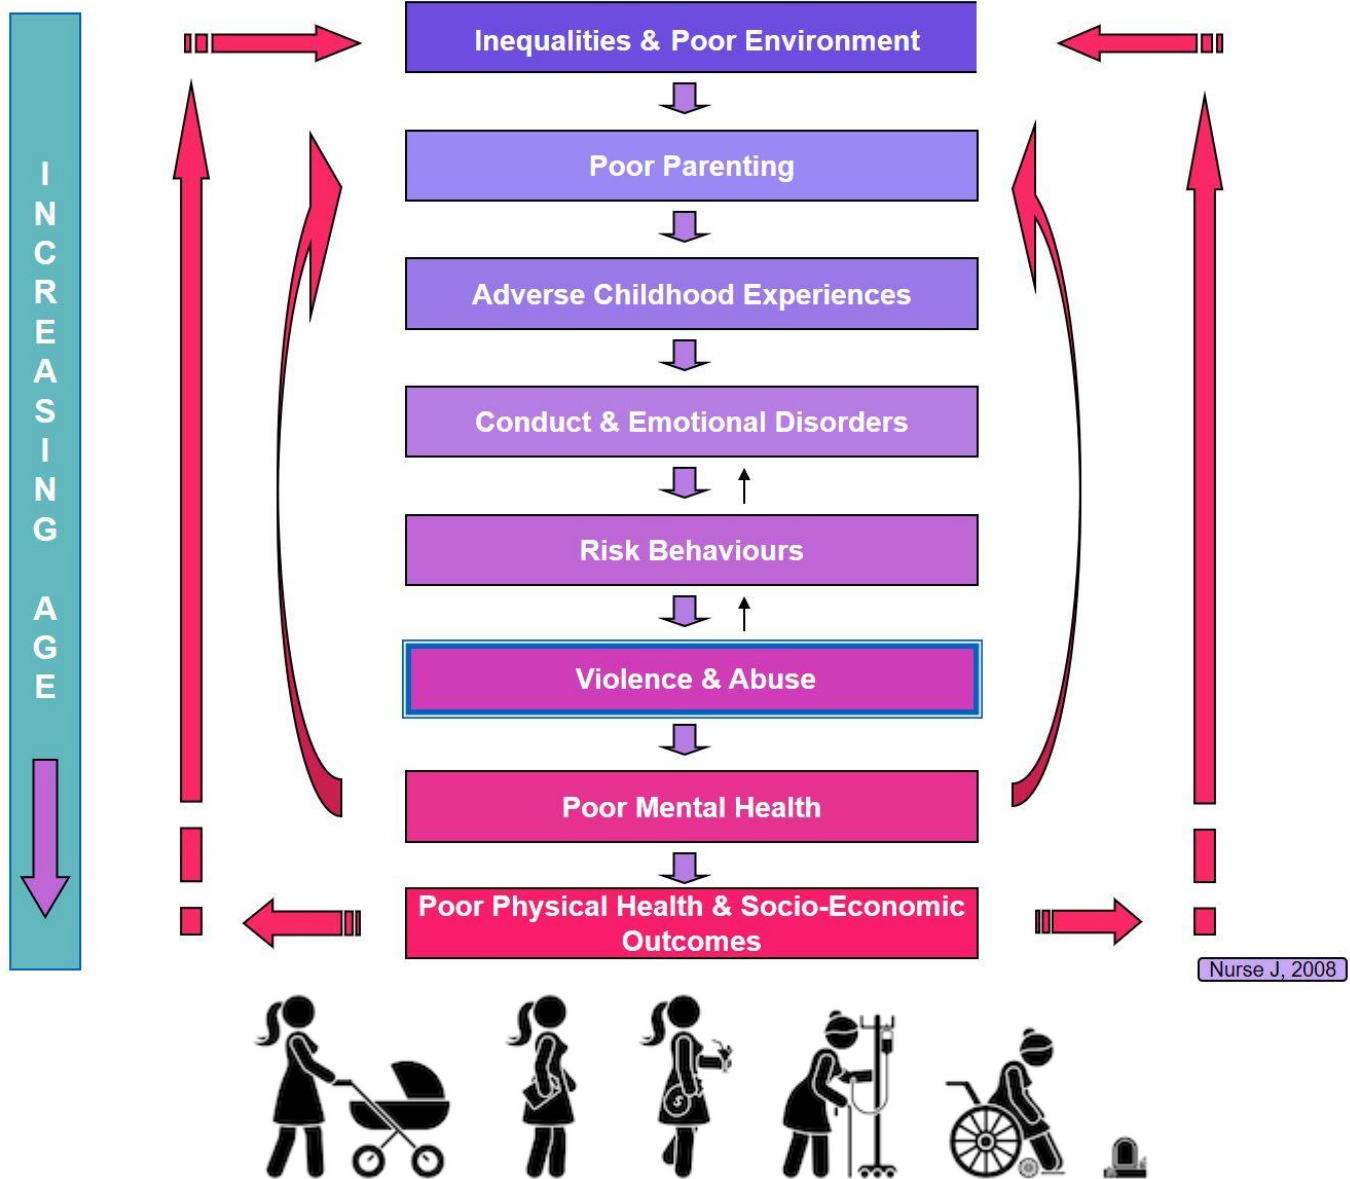 INCREASING AGE
Inequalities & Poor Environment
Poor Parenting
Adverse Childhood Experiences
Conduct & Emotional Disorders
Risk Behaviours
Violence & Abuse
Poor Mental Health
Poor Physical Health & Socio-Economic
Outcomes
Nurse J, 2008
$